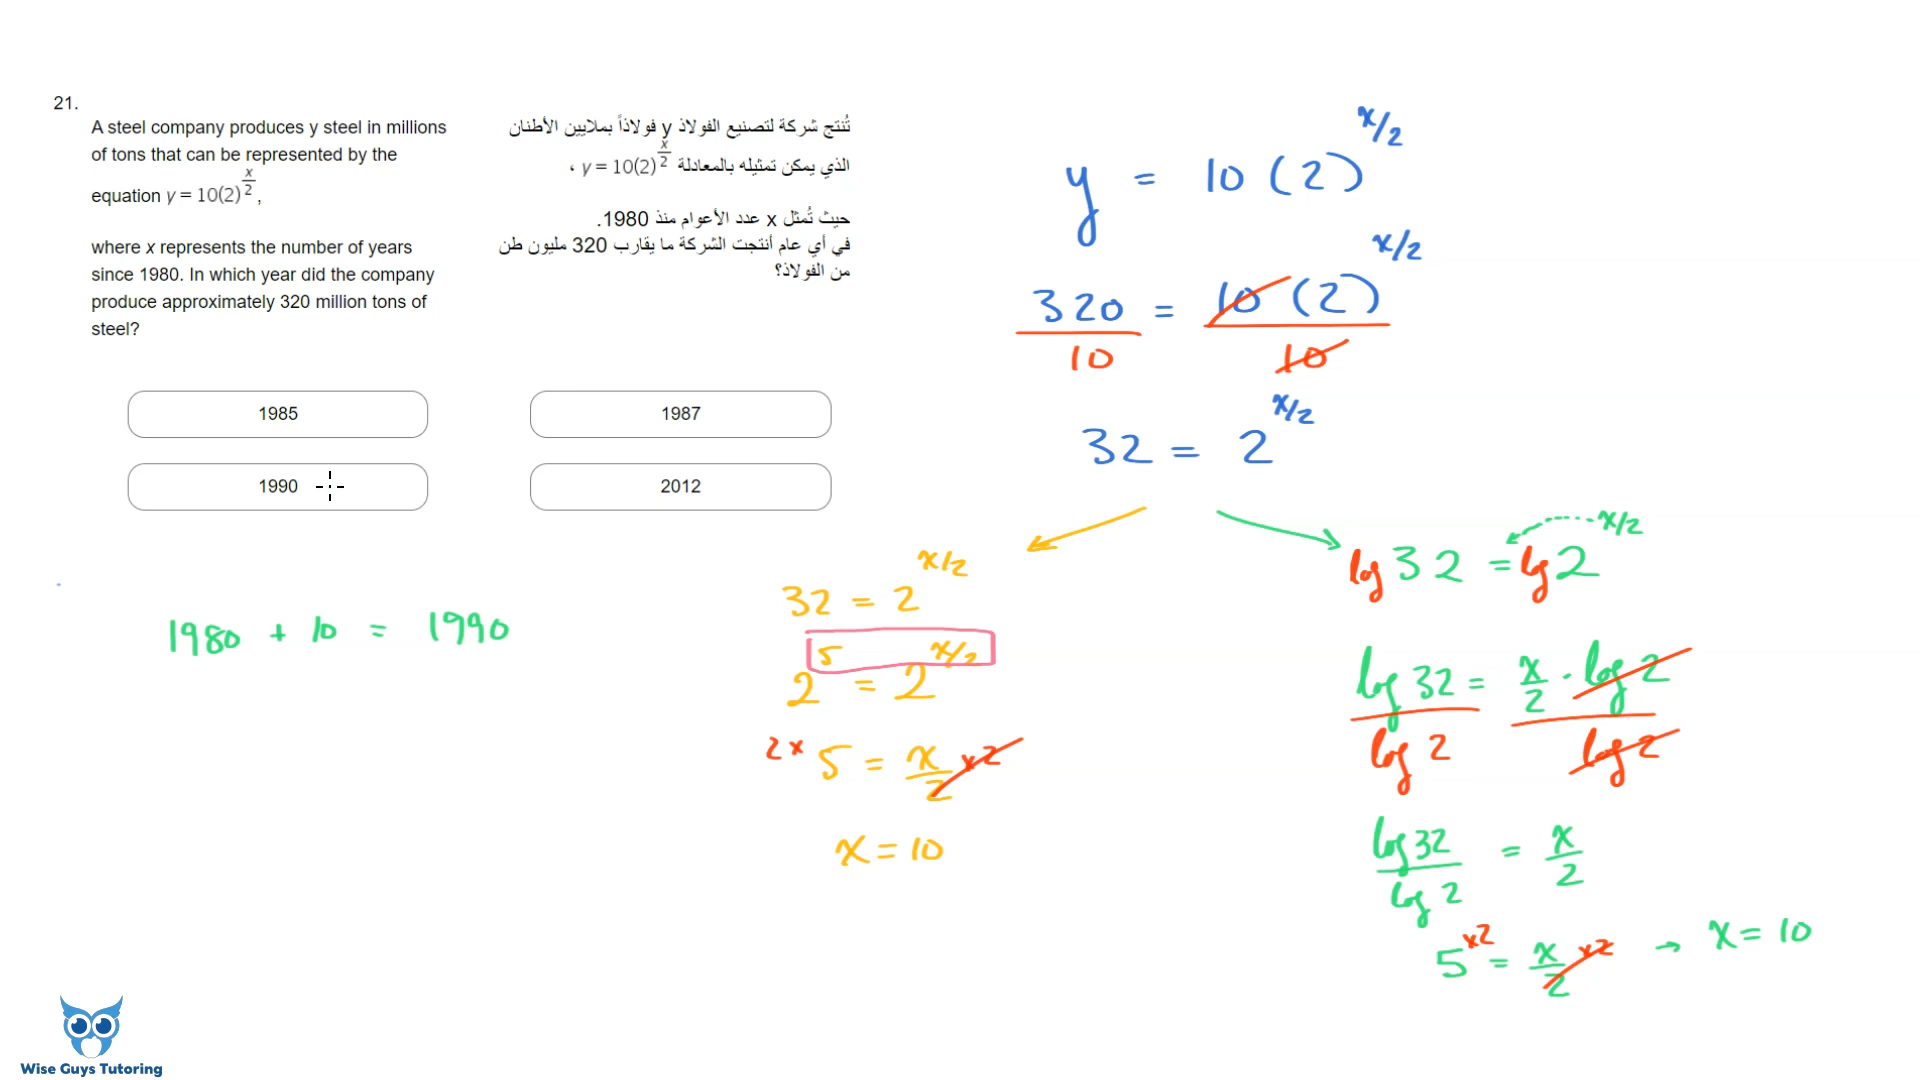 21.
A steel company produces y steel in millions
of tons that can be represented by the
equation y = 10(2)^(x/2),
where x represents the number of years
since 1980. In which year did the company
produce approximately 320 million tons of
steel?
تُنتج شركة لتصنيع الفولاذ y فولاذاً بملايين الأطنان
الذي يمكن تمثيله بالمعادلة y = 10(2)^(x/2) ،
حيث تُمثل x عدد الأعوام منذ 1980.
في أي عام أنتجت الشركة ما يقارب 320 مليون طن
من الفولاذ؟
1985
1987
1990
2012
1980 + 10 = 1990
y = 10 (2)^(x/2)
320/10 = 10 (2)^(x/2)/10
32 = 2^(x/2)
32 = 2^(x/2)
2^5 = 2^(x/2)
2 x 5 = x/2 x2
x = 10
log 32 = log 2^(x/2)
log 32/log 2 = x/2 · log 2/log 2
log 32/log 2 = x/2
5 x2 = x/2 x2 → x = 10
Wise Guys Tutoring